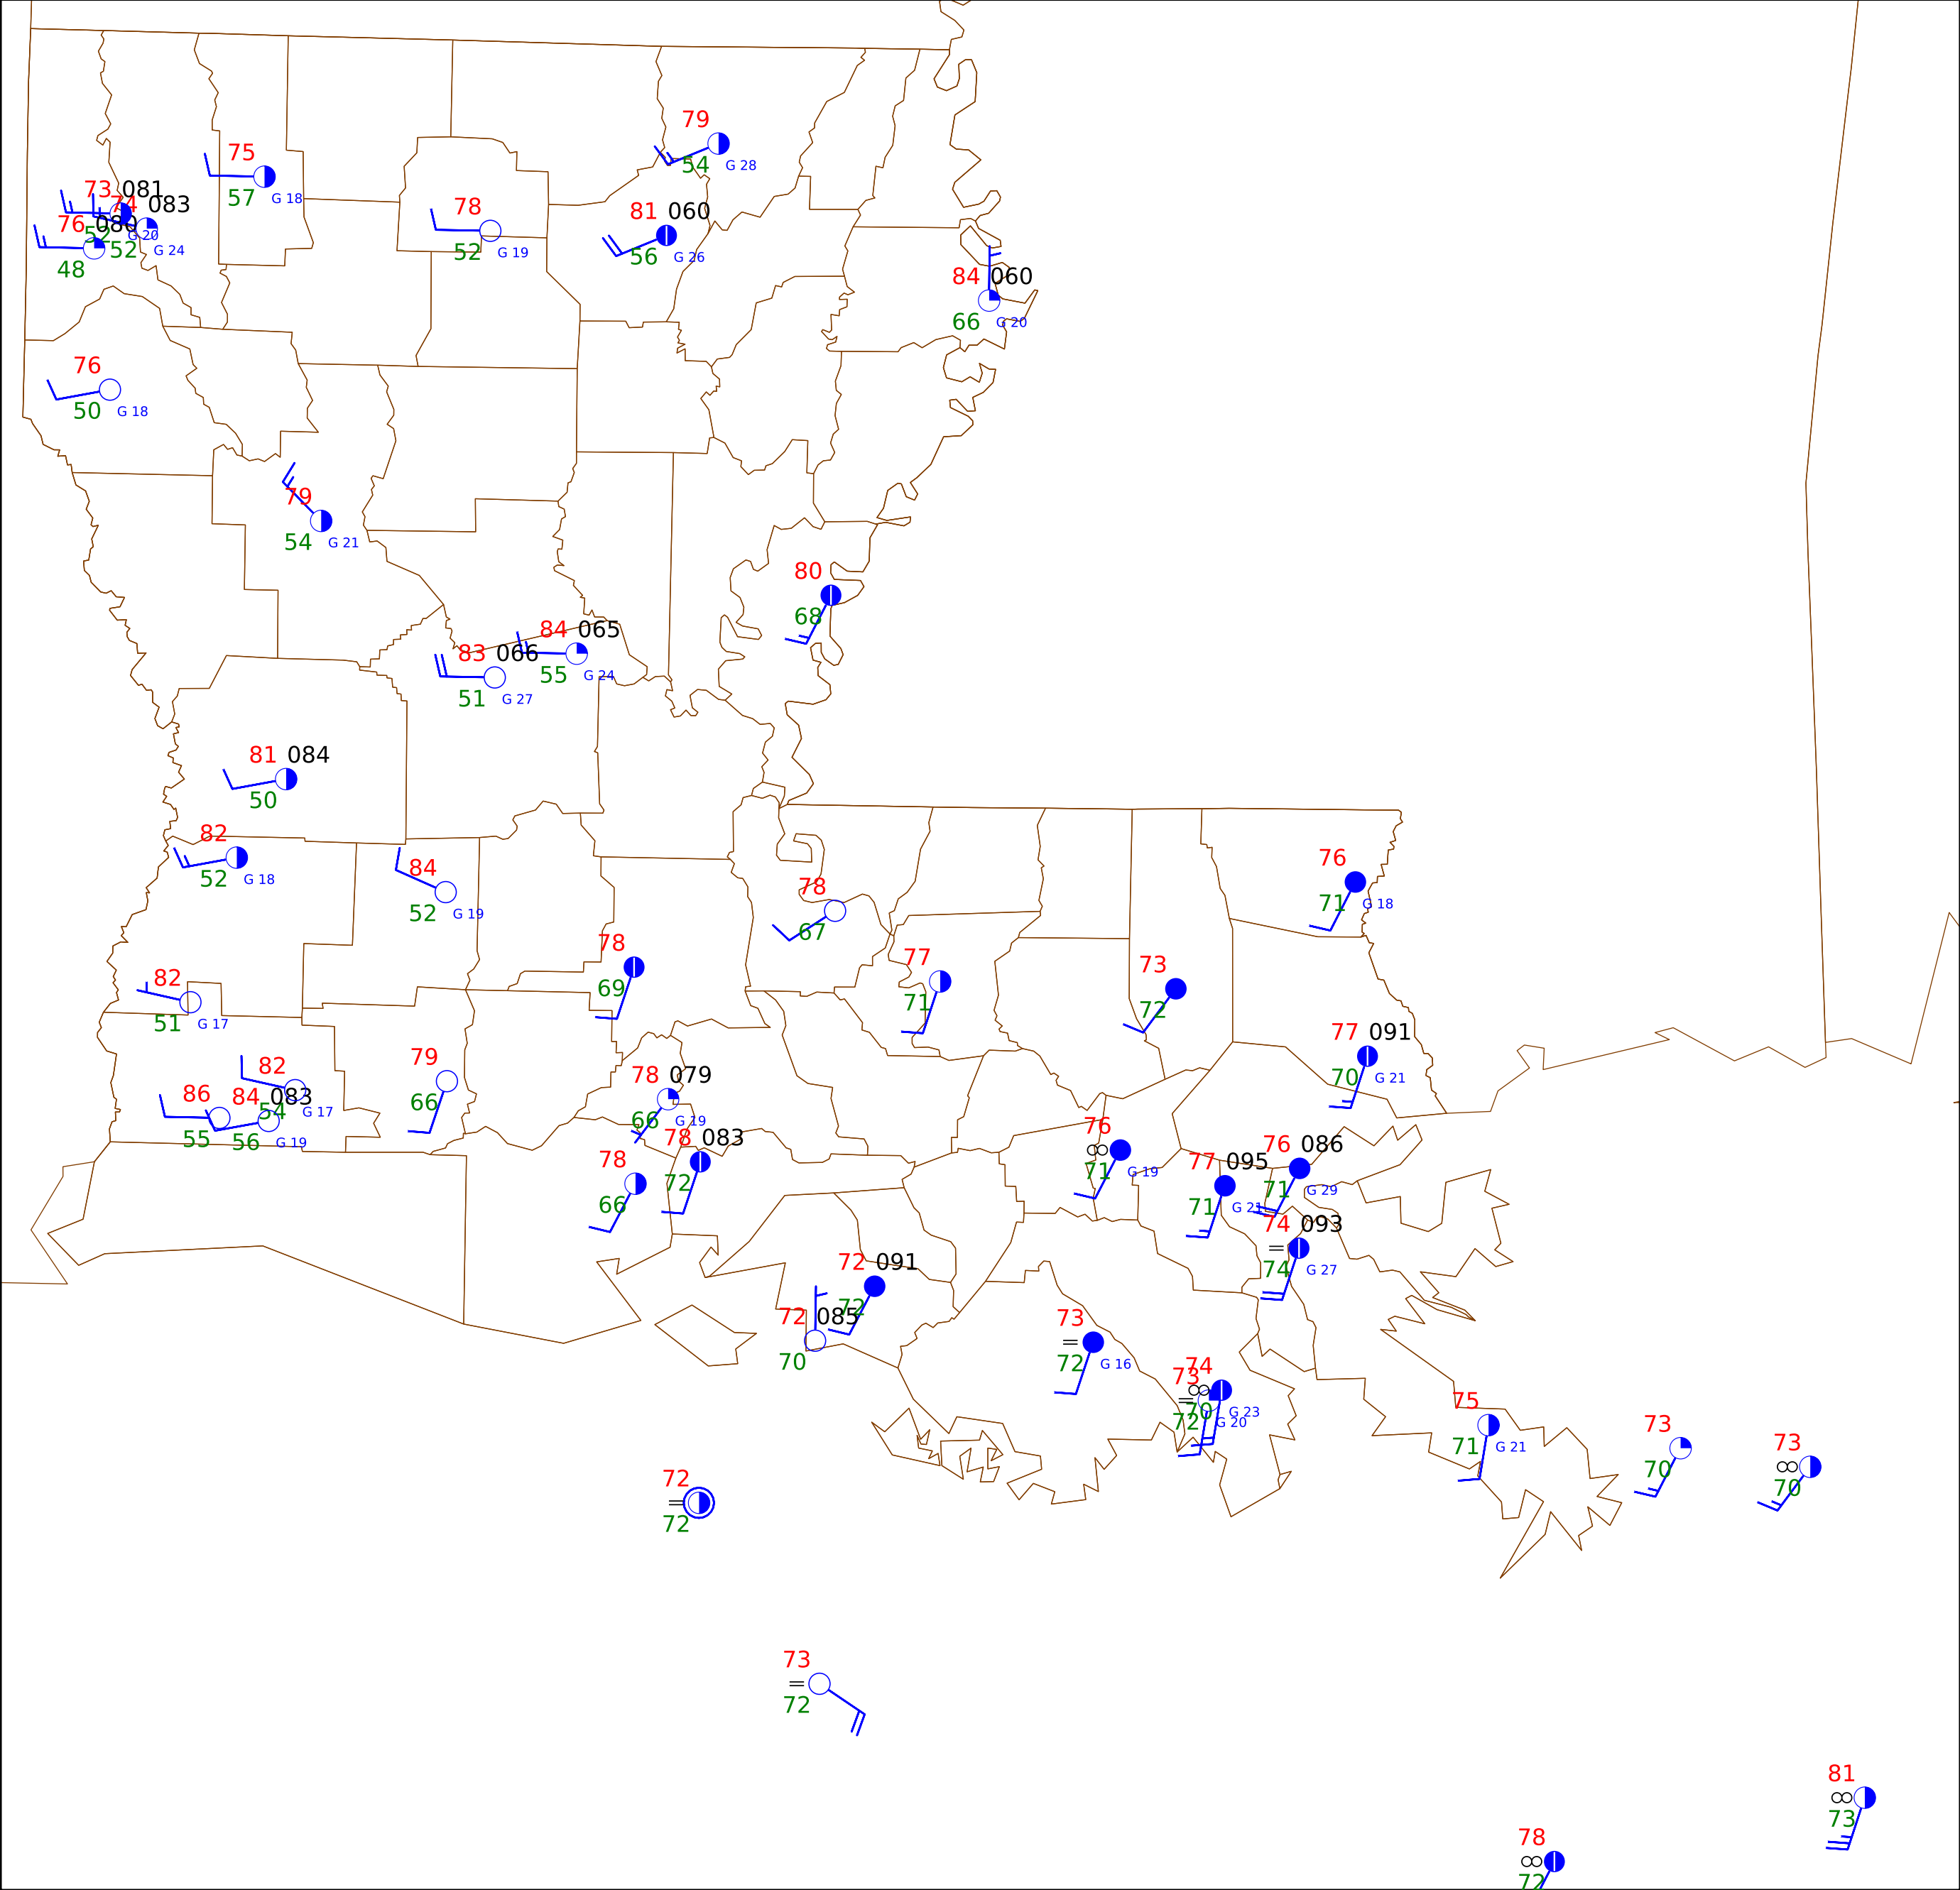 79
54 G 28
75
57 G 18
73 081
52 G 20
74 083
52 G 24
76 080
48
78
52 G 19
81 060
56 G 26
84 060
66 G 20
76
50 G 18
79
54 G 21
80
68
84 065
55 G 24
83 066
51 G 27
81 084
50
82
52 G 18
84
52 G 19
78
67
76
71 G 18
78
69
77
71
73
72
82
51 G 17
77 091
70 G 21
79
66
82
54 G 17
86
55
84 083
56 G 19
78 079
66 G 19
78 083
72
78
66
76
∞
71 G 19
77 095
71 G 21
76 086
71 G 29
74 093
=
74 G 27
72 091
72
72 085
70
73
=
72 G 16
74
∞
70 G 23
73
=
72 G 20
75
71 G 21
73
70
73
∞
70
72
=
72
73
=
72
81
∞
73
78
∞
72